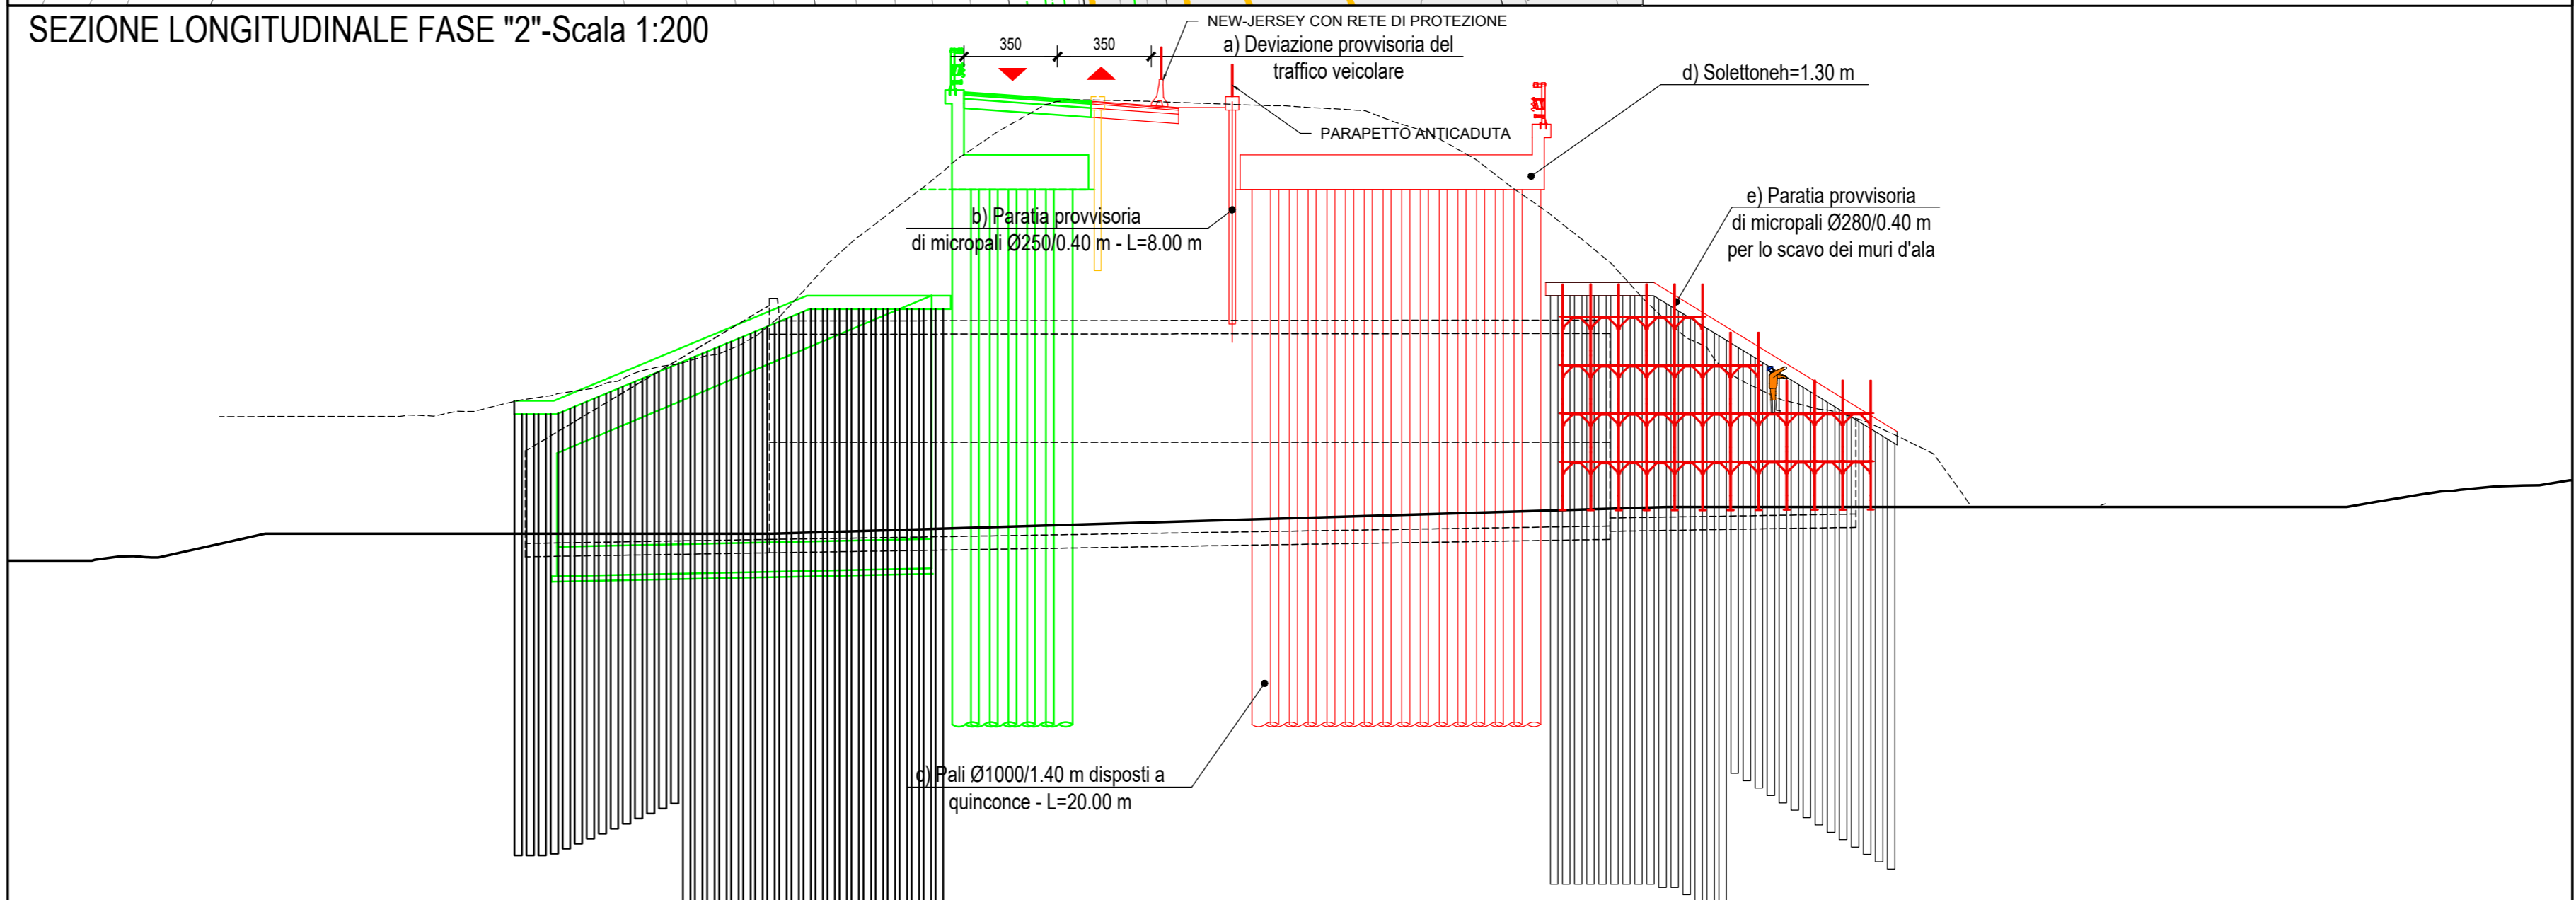 SEZIONE LONGITUDINALE FASE "2"-Scala 1:200
NEW-JERSEY CON RETE DI PROTEZIONE
350
350
a) Deviazione provvisoria del
traffico veicolare
d) Solettoneh=1.30 m
PARAPETTO ANTICADUTA
e) Paratia provvisoria
di micropali Ø280/0.40 m
per lo scavo dei muri d'ala
b) Paratia provvisoria
di micropali Ø250/0.40 m - L=8.00 m
c) Pali Ø1000/1.40 m disposti a
quinconce - L=20.00 m